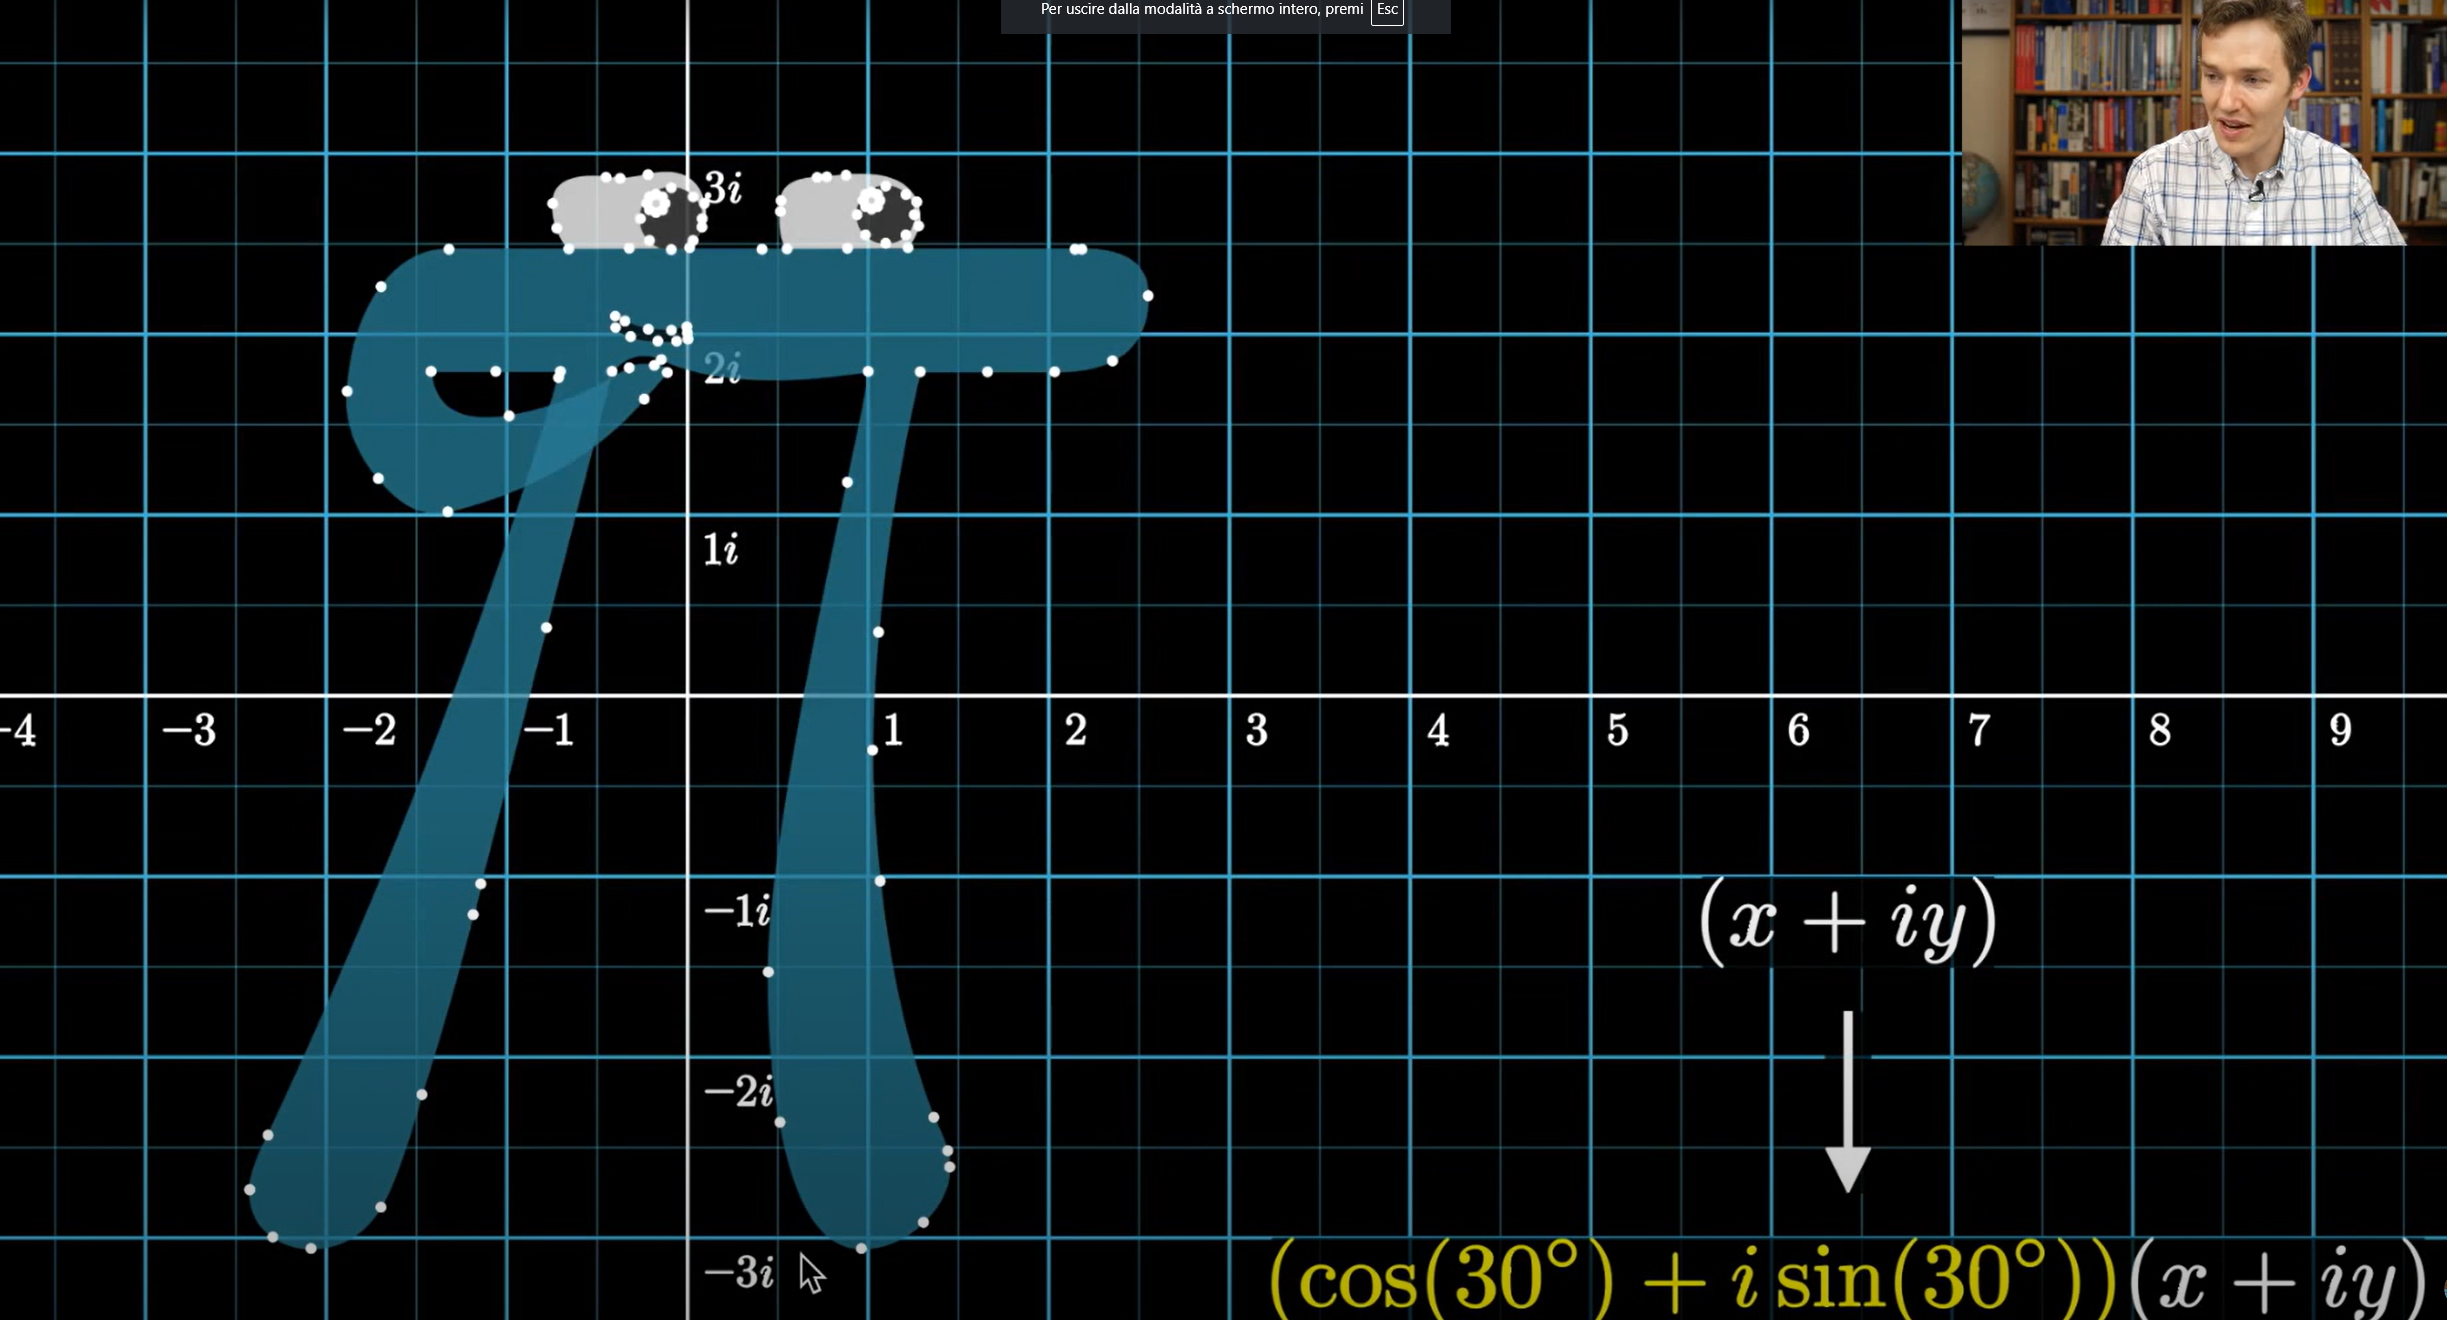 Per uscire dalla modalità a schermo intero, premi Esc
3i
2i
1i
−4 −3 −2 −1 1 2 3 4 5 6 7 8 9
−1i
(x + iy)
−2i
−3i
(cos(30°) + i sin(30°))(x + iy)